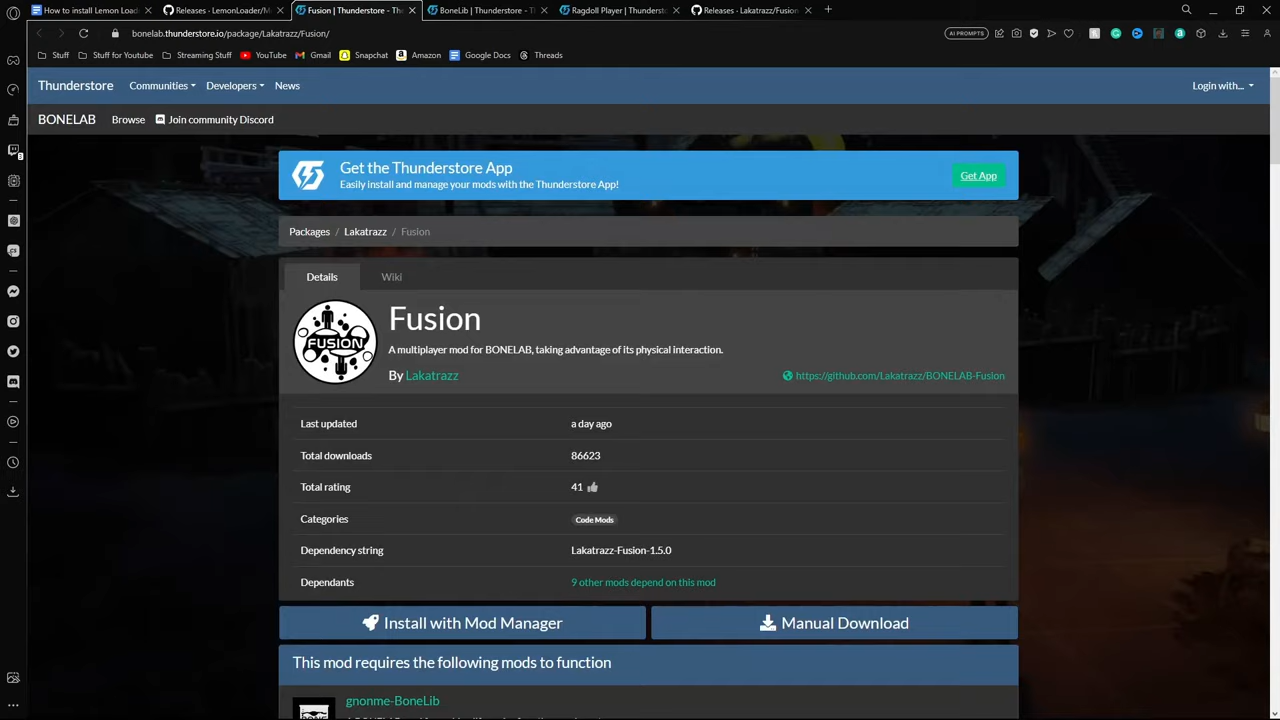 How to install Lemon Load
Releases · LemonLoader/M
Fusion | Thunderstore - The
BoneLib | Thunderstore - T
Ragdoll Player | Thunderst
Releases · Lakatrazz/Fusion
bonelab.thunderstore.io/package/Lakatrazz/Fusion/
AI PROMPTS
Stuff
Stuff for Youtube
Streaming Stuff
YouTube
Gmail
Snapchat
Amazon
Google Docs
Threads
Thunderstore
Communities
Developers
News
Login with...
BONELAB
Browse
Join community Discord
Get the Thunderstore App
Easily install and manage your mods with the Thunderstore App!
Get App
Packages / Lakatrazz / Fusion
Details
Wiki
FUSION
Fusion
A multiplayer mod for BONELAB, taking advantage of its physical interaction.
By Lakatrazz
https://github.com/Lakatrazz/BONELAB-Fusion
Last updated
a day ago
Total downloads
86623
Total rating
41
Categories
Code Mods
Dependency string
Lakatrazz-Fusion-1.5.0
Dependants
9 other mods depend on this mod
Install with Mod Manager
Manual Download
This mod requires the following mods to function
gnonme-BoneLib